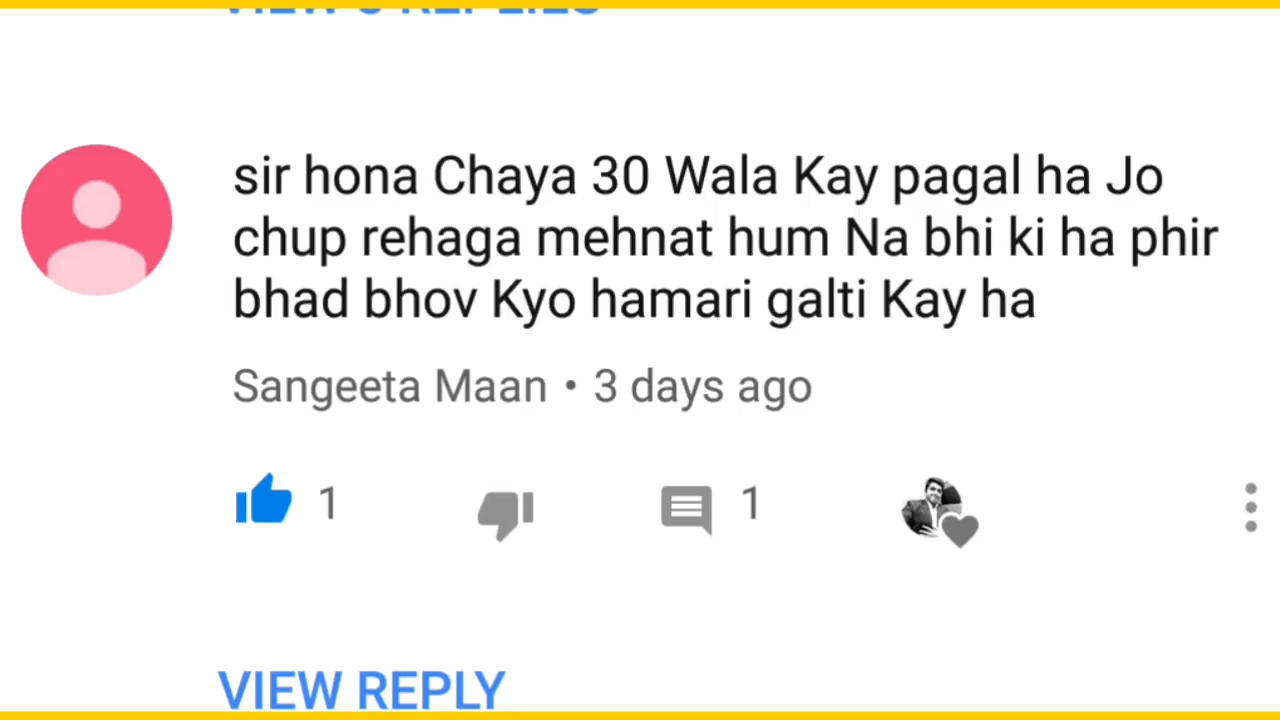 sir hona Chaya 30 Wala Kay pagal ha Jo
chup rehaga mehnat hum Na bhi ki ha phir
bhad bhov Kyo hamari galti Kay ha
Sangeeta Maan • 3 days ago
1 1
VIEW REPLY